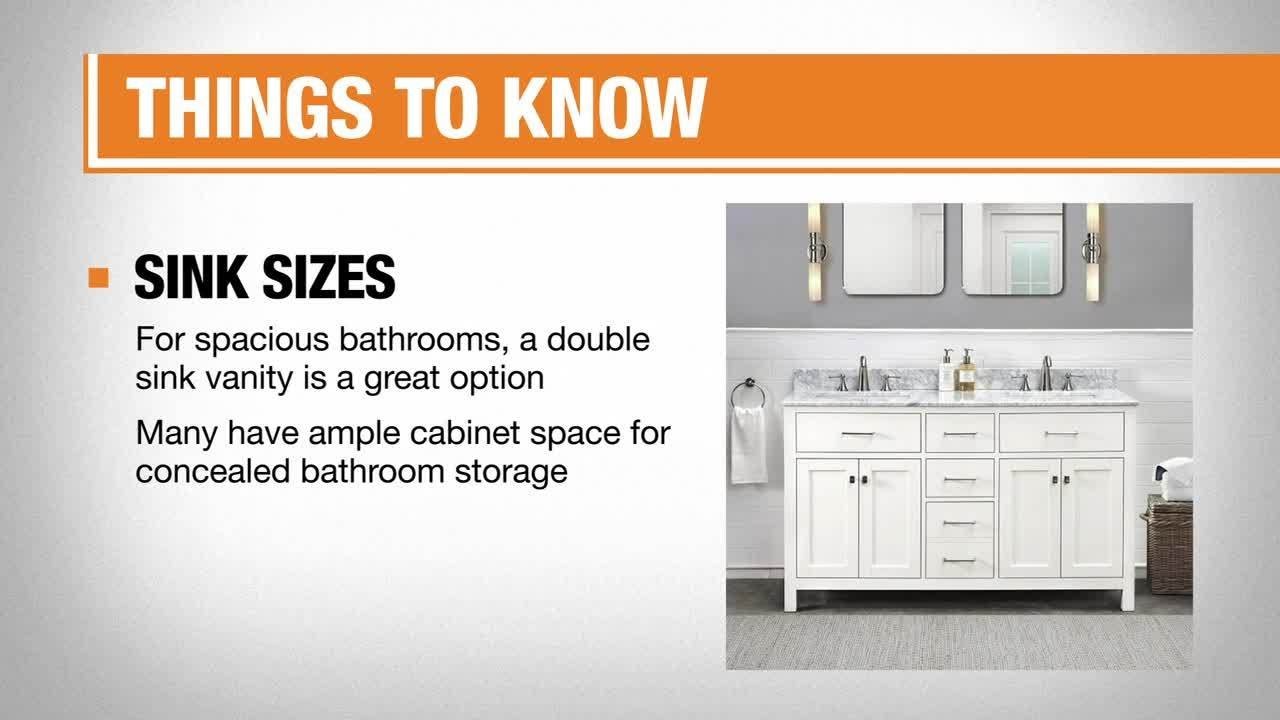 THINGS TO KNOW
SINK SIZES
For spacious bathrooms, a double
sink vanity is a great option
Many have ample cabinet space for
concealed bathroom storage